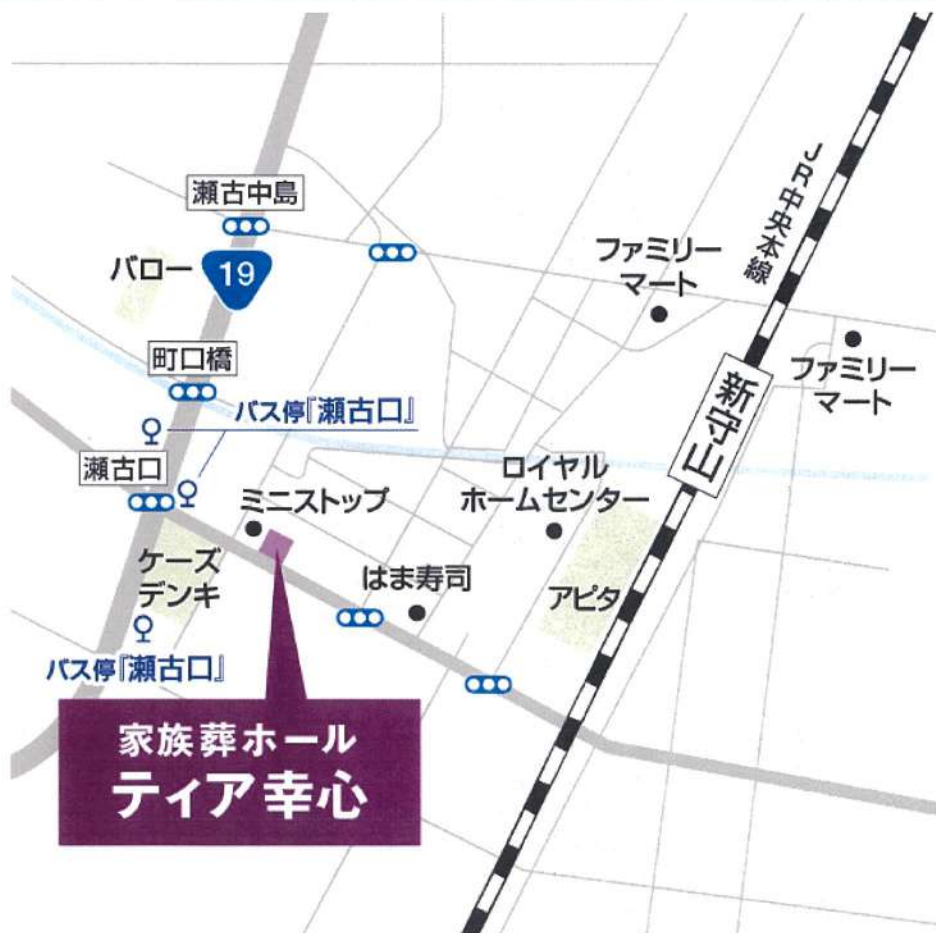 JR中央本線
瀬古中島
バロー
19
ファミリー
マート
町口橋
ファミリー
マート
新守山
バス停『瀬古口』
瀬古口
ミニストップ
ロイヤル
ホームセンター
ケーズ
デンキ
はま寿司
アピタ
バス停『瀬古口』
家族葬ホール
ティア幸心